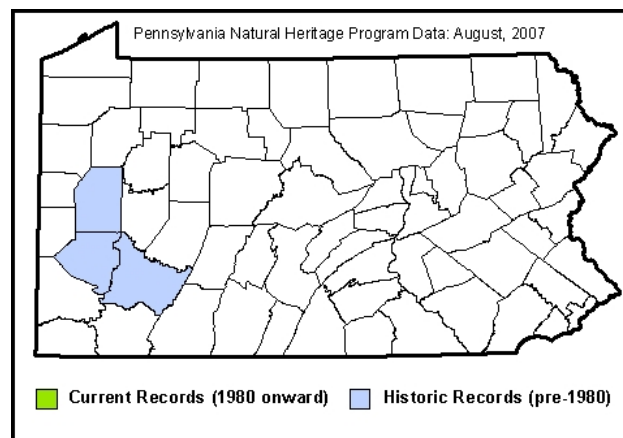 Pennsylvania Natural Heritage Program Data: August, 2007
Current Records (1980 onward) Historic Records (pre-1980)